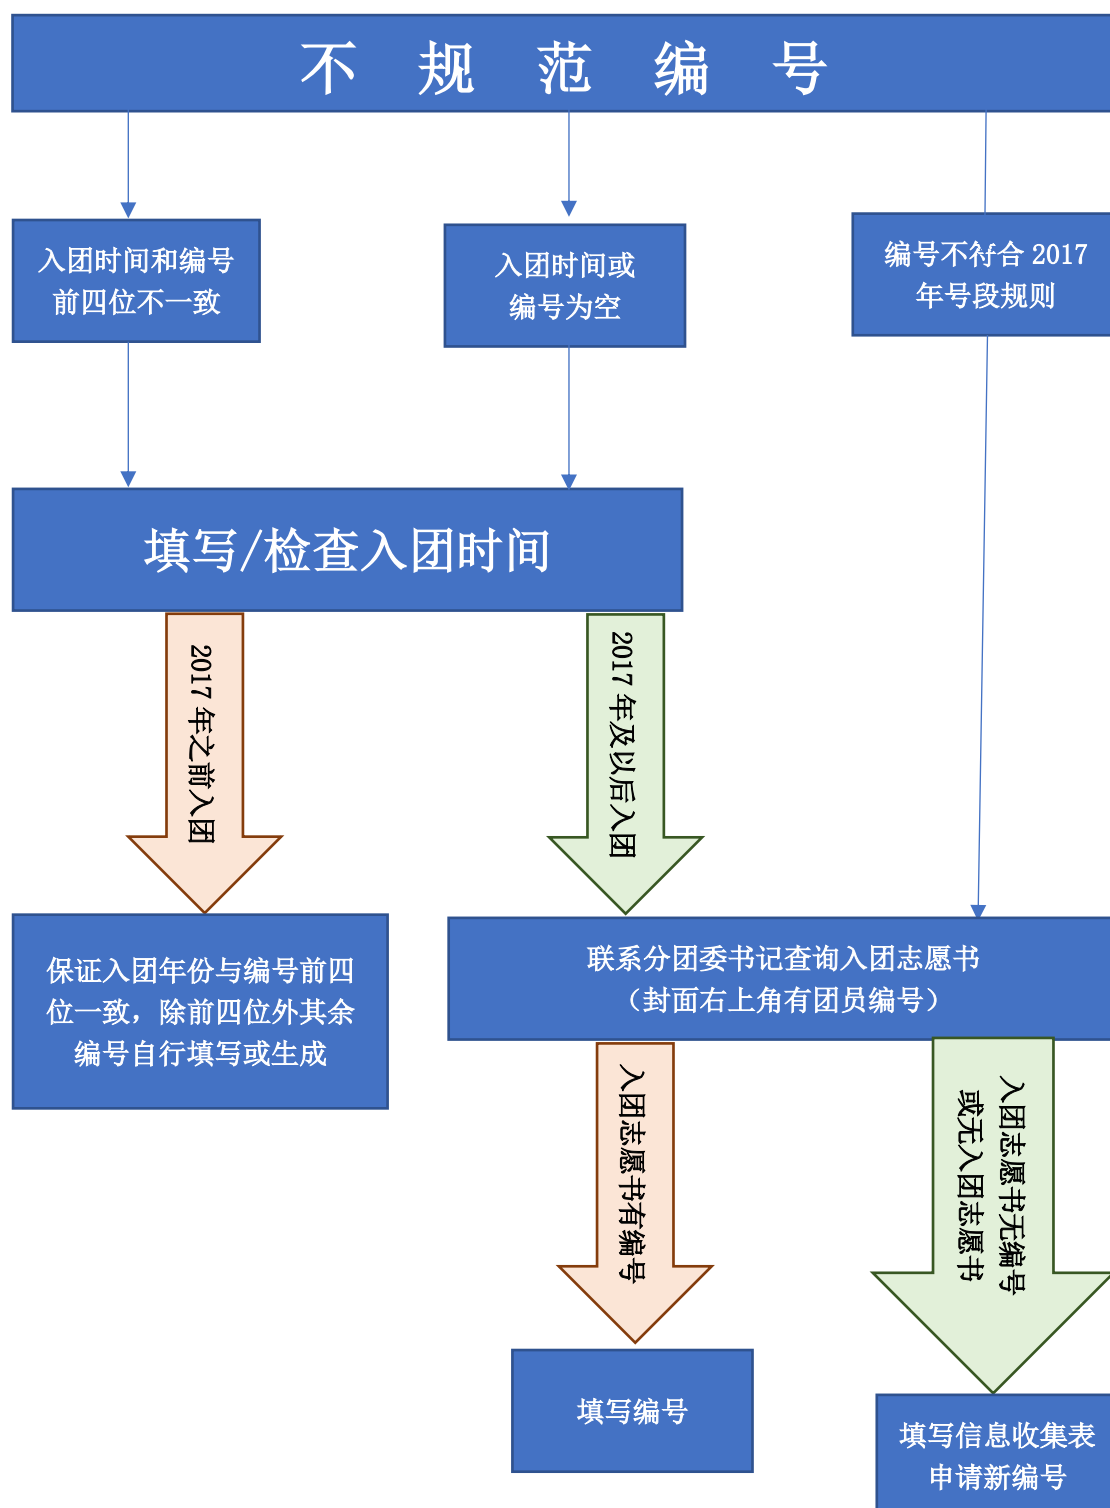 不规范编号
入团时间和编号
前四位不一致
入团时间或
编号为空
编号不符合 2017
年号段规则
填写/检查入团时间
2017 年之前入团
2017 年及以后入团
保证入团年份与编号前四
位一致，除前四位外其余
编号自行填写或生成
联系分团委书记查询入团志愿书
（封面右上角有团员编号）
入团志愿书有编号
入团志愿书无编号
或无入团志愿书
填写编号
填写信息收集表
申请新编号